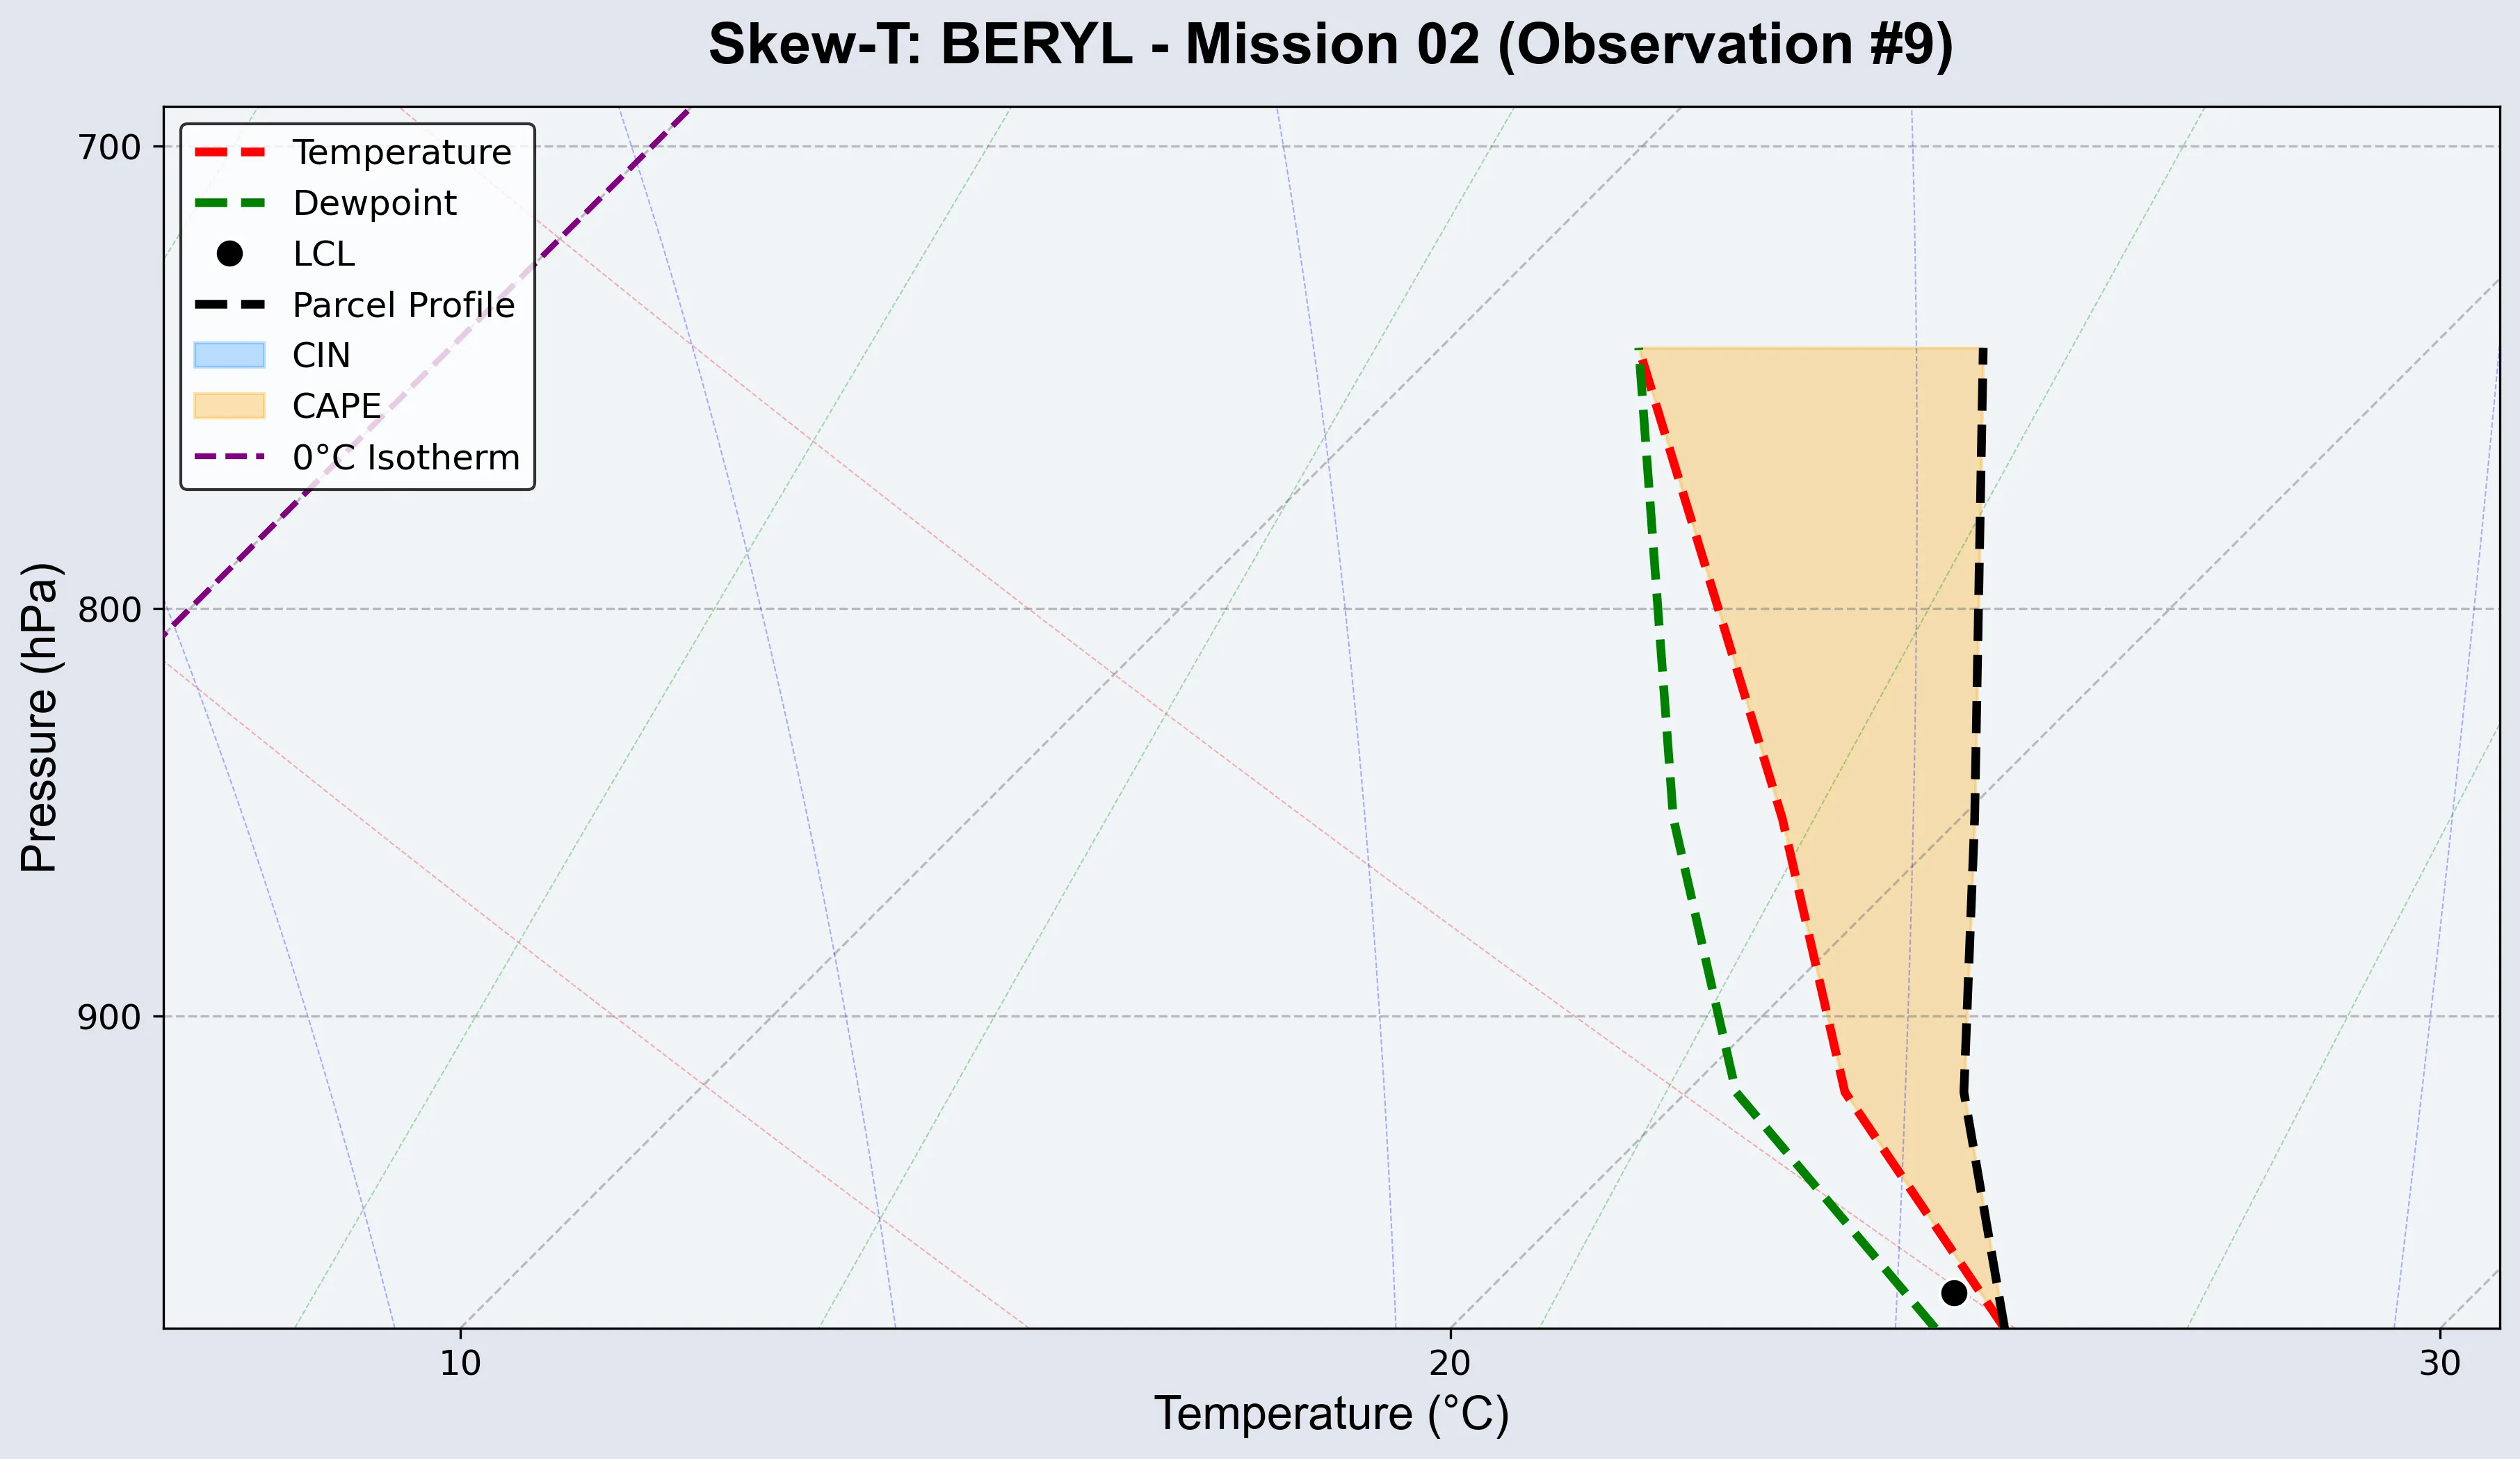 Skew-T: BERYL - Mission 02 (Observation #9)
700
800
900
Pressure (hPa)
Temperature
Dewpoint
LCL
Parcel Profile
CIN
CAPE
0°C Isotherm
10
20
30
Temperature (°C)